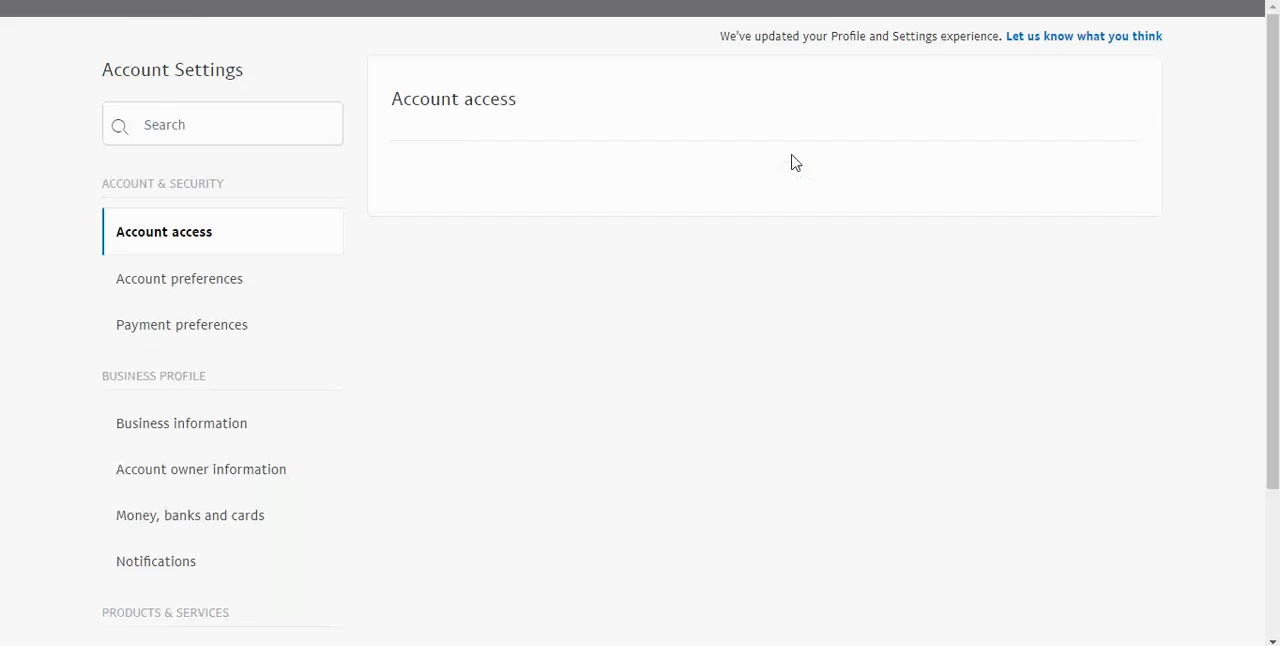 We've updated your Profile and Settings experience. Let us know what you think
Account Settings
Search
ACCOUNT & SECURITY
Account access
Account preferences
Payment preferences
BUSINESS PROFILE
Business information
Account owner information
Money, banks and cards
Notifications
PRODUCTS & SERVICES
Account access